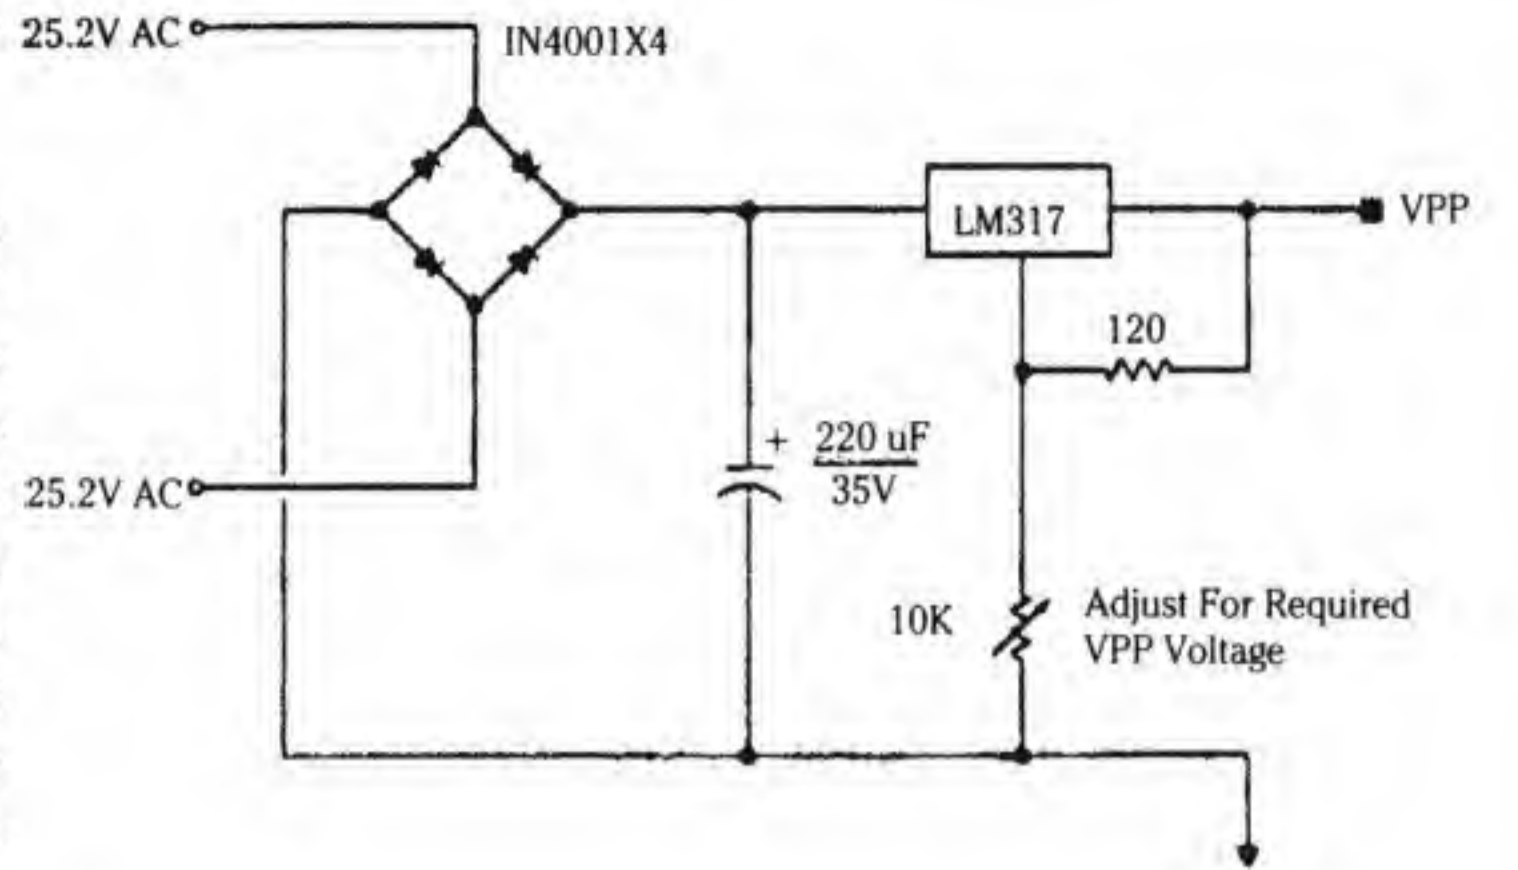 25.2V AC
IN4001X4
LM317
VPP
120
+ 220 uF
35V
25.2V AC
10K
Adjust For Required
VPP Voltage